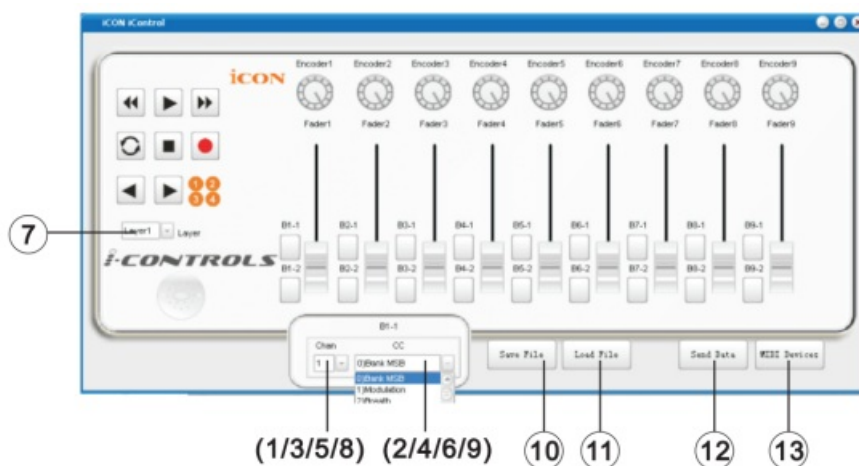 iCON iControl
iCON
Encoder1 Encoder2 Encoder3 Encoder4 Encoder5 Encoder6 Encoder7 Encoder8 Encoder9
Fader1 Fader2 Fader3 Fader4 Fader5 Fader6 Fader7 Fader8 Fader9
1 2
3 4
7
Layer1 Layer
B1-1 B2-1 B3-1 B4-1 B5-1 B6-1 B7-1 B8-1 B9-1
i-CONTROLS
B1-2 B2-2 B3-2 B4-2 B5-2 B6-2 B7-2 B8-2 B9-2
B1-1
Chan CC
1 0)Bank MSB
0)Bank MSB
1)Modulation
2)Breath
Save File Load File Send Data MIDI Devices
(1/3/5/8) (2/4/6/9) 10 11 12 13